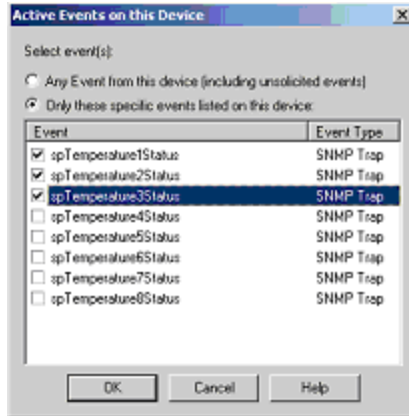 Active Events on this Device
Select event(s):
Any Event from this device (including unsolicited events)
Only these specific events listed on this device:
Event Event Type
spTemperature1Status SNMP Trap
spTemperature2Status SNMP Trap
spTemperature3Status SNMP Trap
spTemperature4Status SNMP Trap
spTemperature5Status SNMP Trap
spTemperature6Status SNMP Trap
spTemperature7Status SNMP Trap
spTemperature8Status SNMP Trap
OK Cancel Help